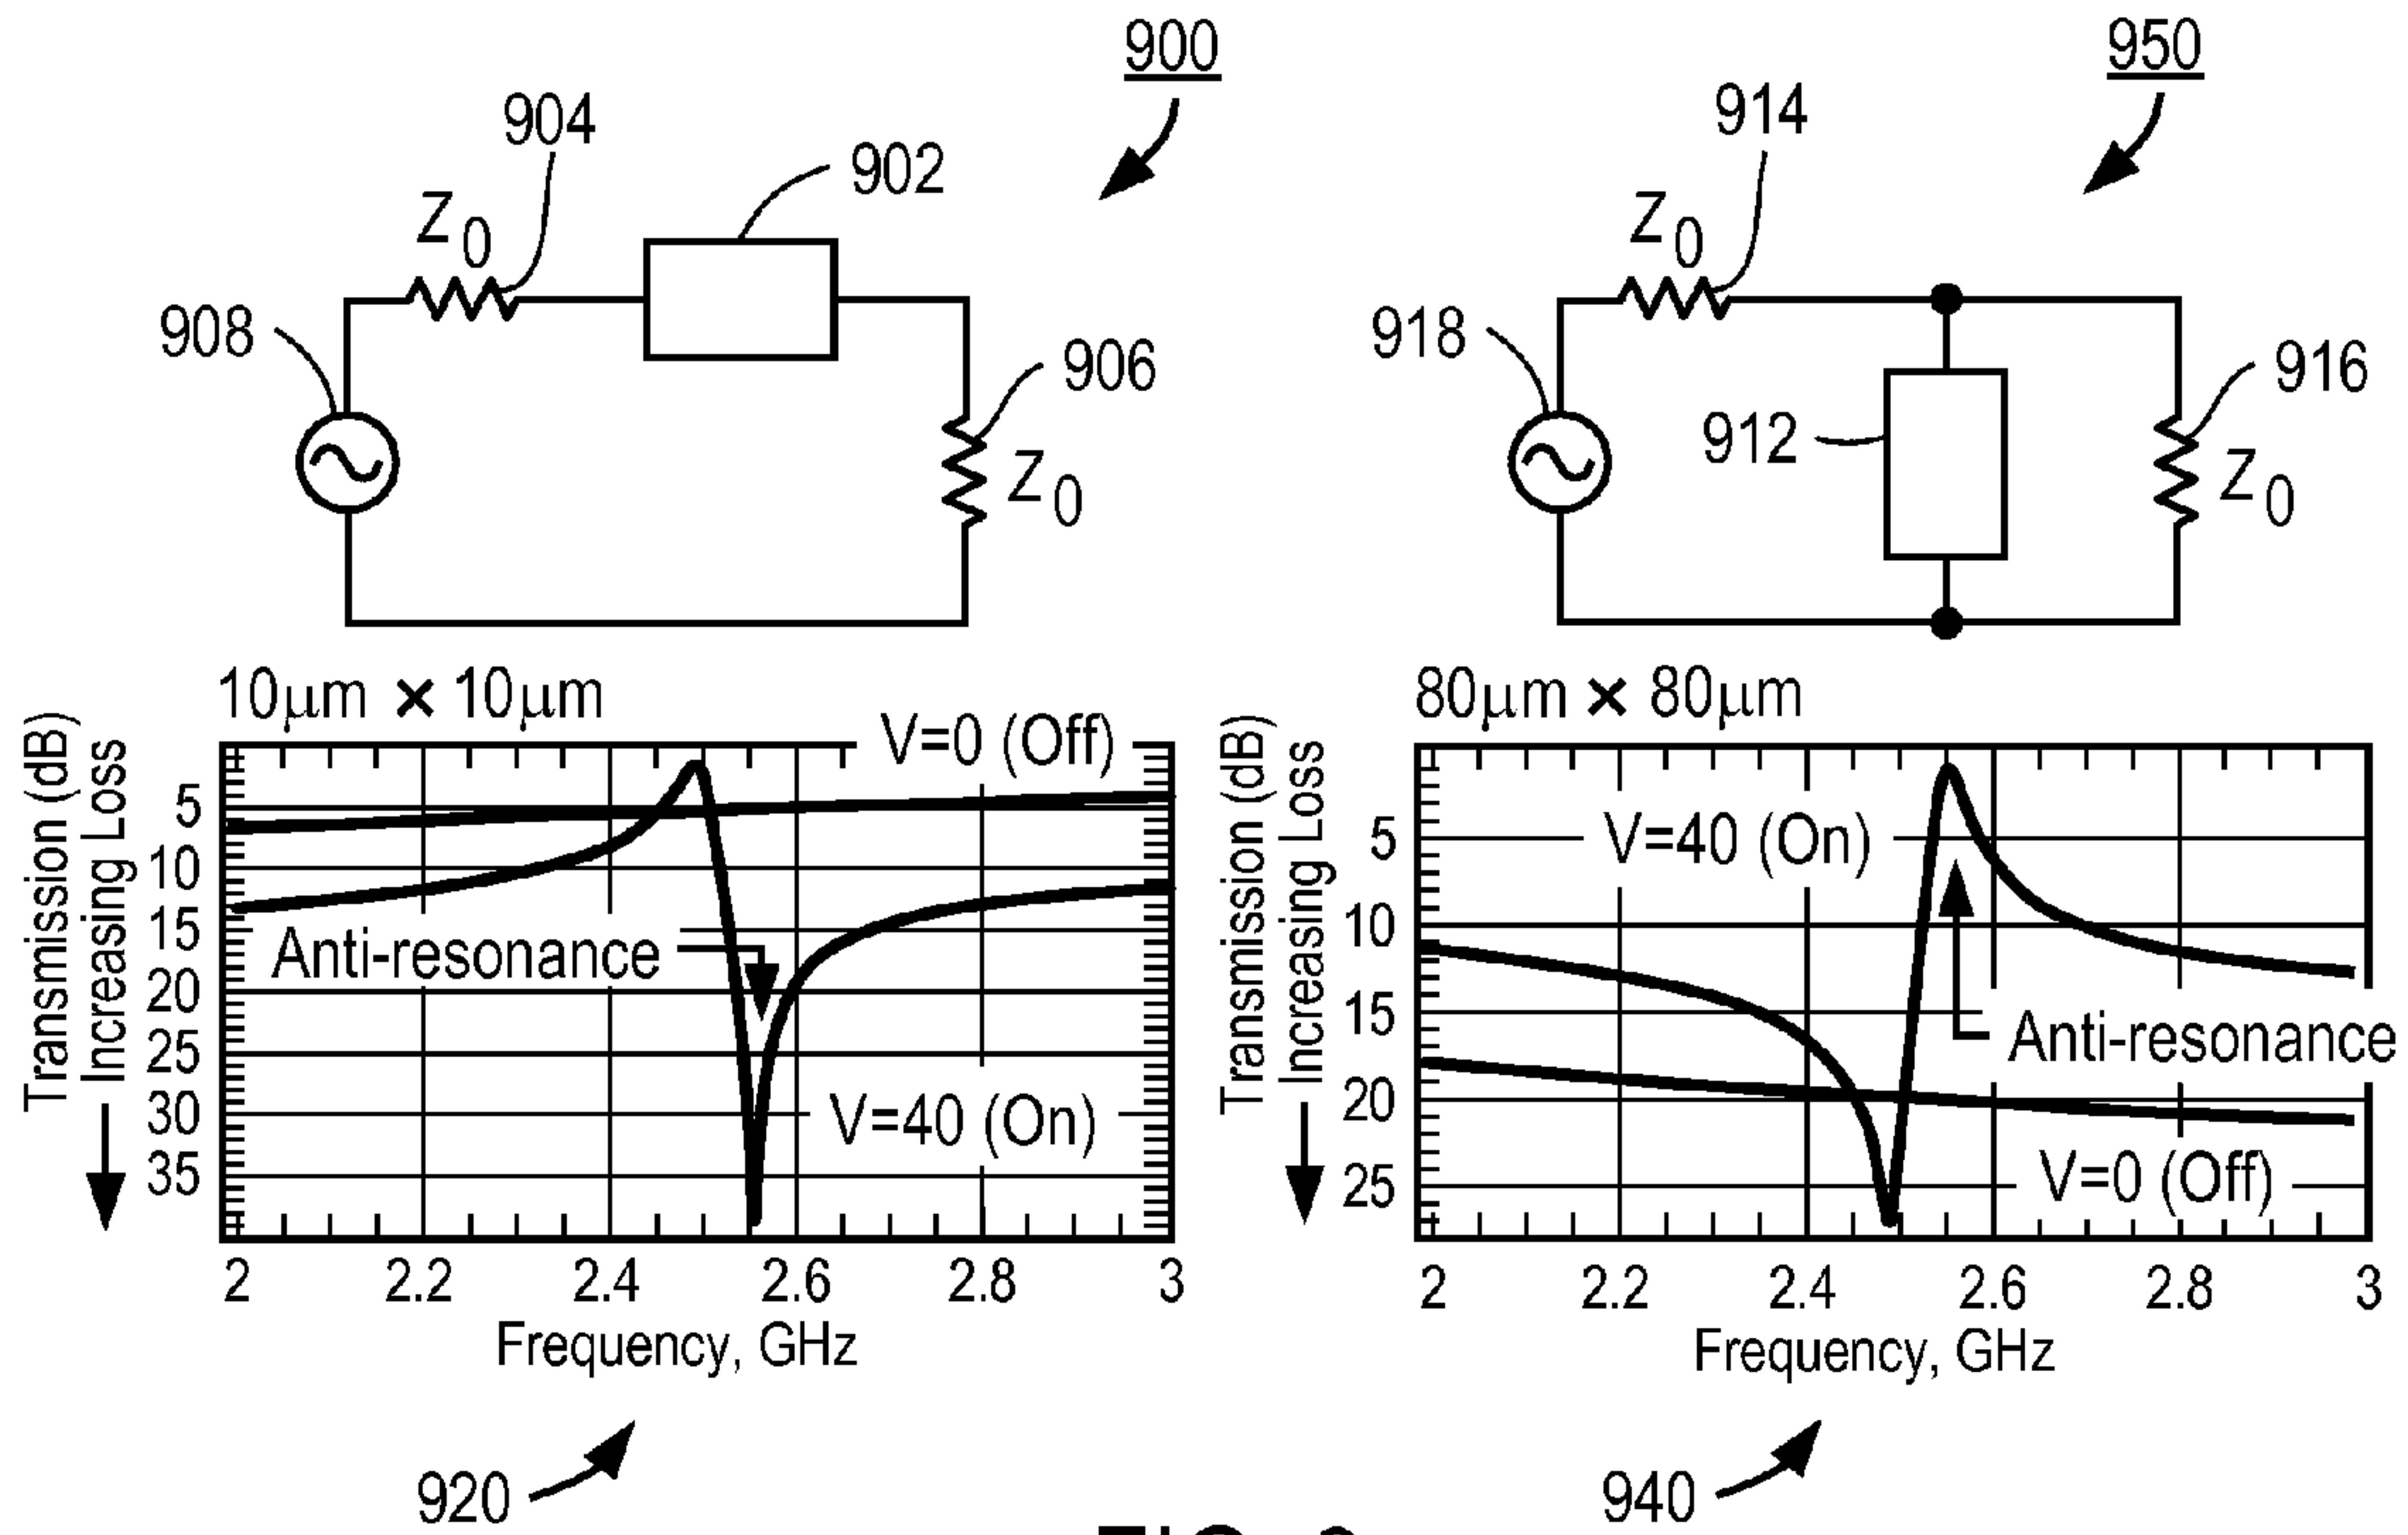 900
904
902
Z0
908
906
Z0
950
914
Z0
918
912
916
Z0
10μm × 10μm
V=0 (Off)
Transmission (dB)
Increasing Loss
5
10
15
20
25
30
35
Anti-resonance
V=40 (On)
2 2.2 2.4 2.6 2.8 3
Frequency, GHz
920
80μm × 80μm
Transmission (dB)
Increasing Loss
5
10
15
20
25
V=40 (On)
Anti-resonance
V=0 (Off)
2 2.2 2.4 2.6 2.8 3
Frequency, GHz
940